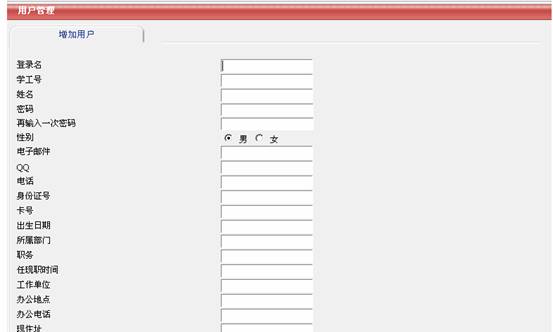 用户管理
增加用户
登录名
学工号
姓名
密码
再输入一次密码
性别 男 女
电子邮件
QQ
电话
身份证号
卡号
出生日期
所属部门
职务
任现职时间
工作单位
办公地点
办公电话
现住址